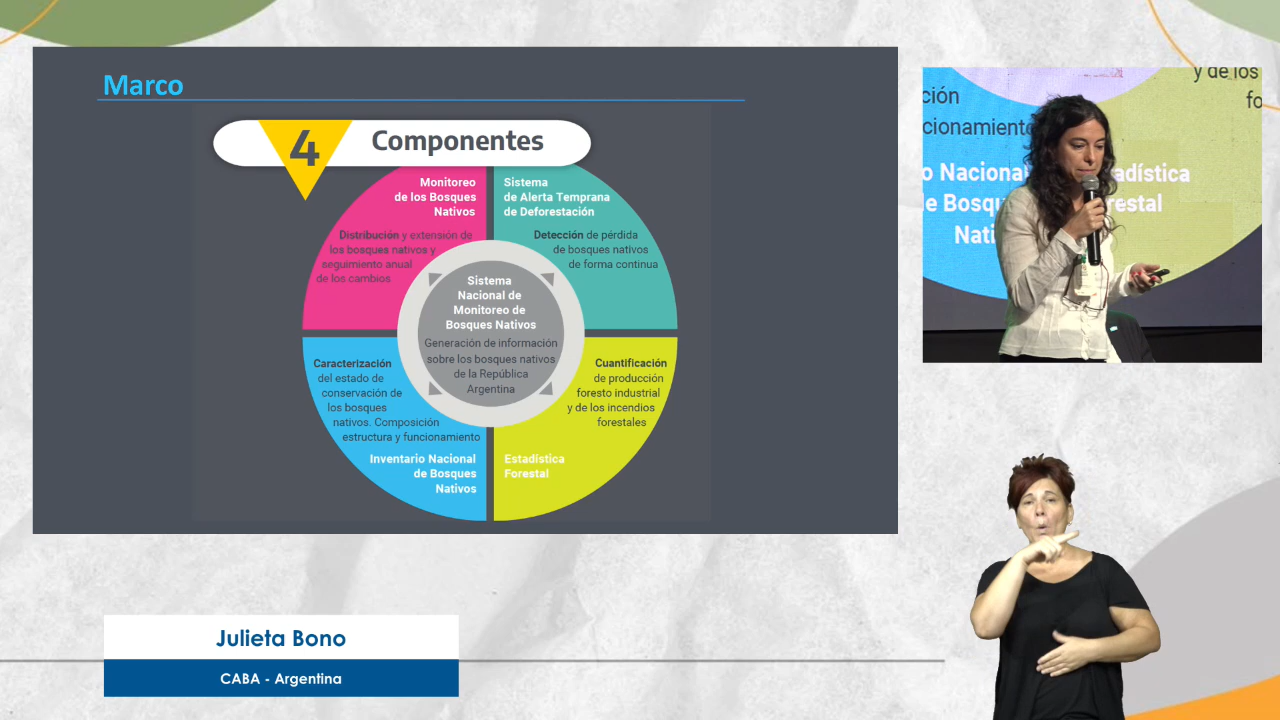 Marco
4
Componentes
Monitoreo
de los Bosques
Nativos
Distribución y extensión de
los bosques nativos y
seguimiento anual
de los cambios
Sistema
de Alerta Temprana
de Deforestación
Detección de pérdida
de bosques nativos
de forma continua
Sistema
Nacional de
Monitoreo de
Bosques Nativos
Generación de información
sobre los bosques nativos
de la República
Argentina
Caracterización
del estado de
conservación de
los bosques
nativos. Composición
estructura y funcionamiento
Inventario Nacional
de Bosques
Nativos
Cuantificación
de producción
foresto industrial
y de los incendios
forestales
Estadística
Forestal
y de los
fo
ción
cionamiento
o Nacional
adística
e Bosqu
restal
Nati
Julieta Bono
CABA - Argentina